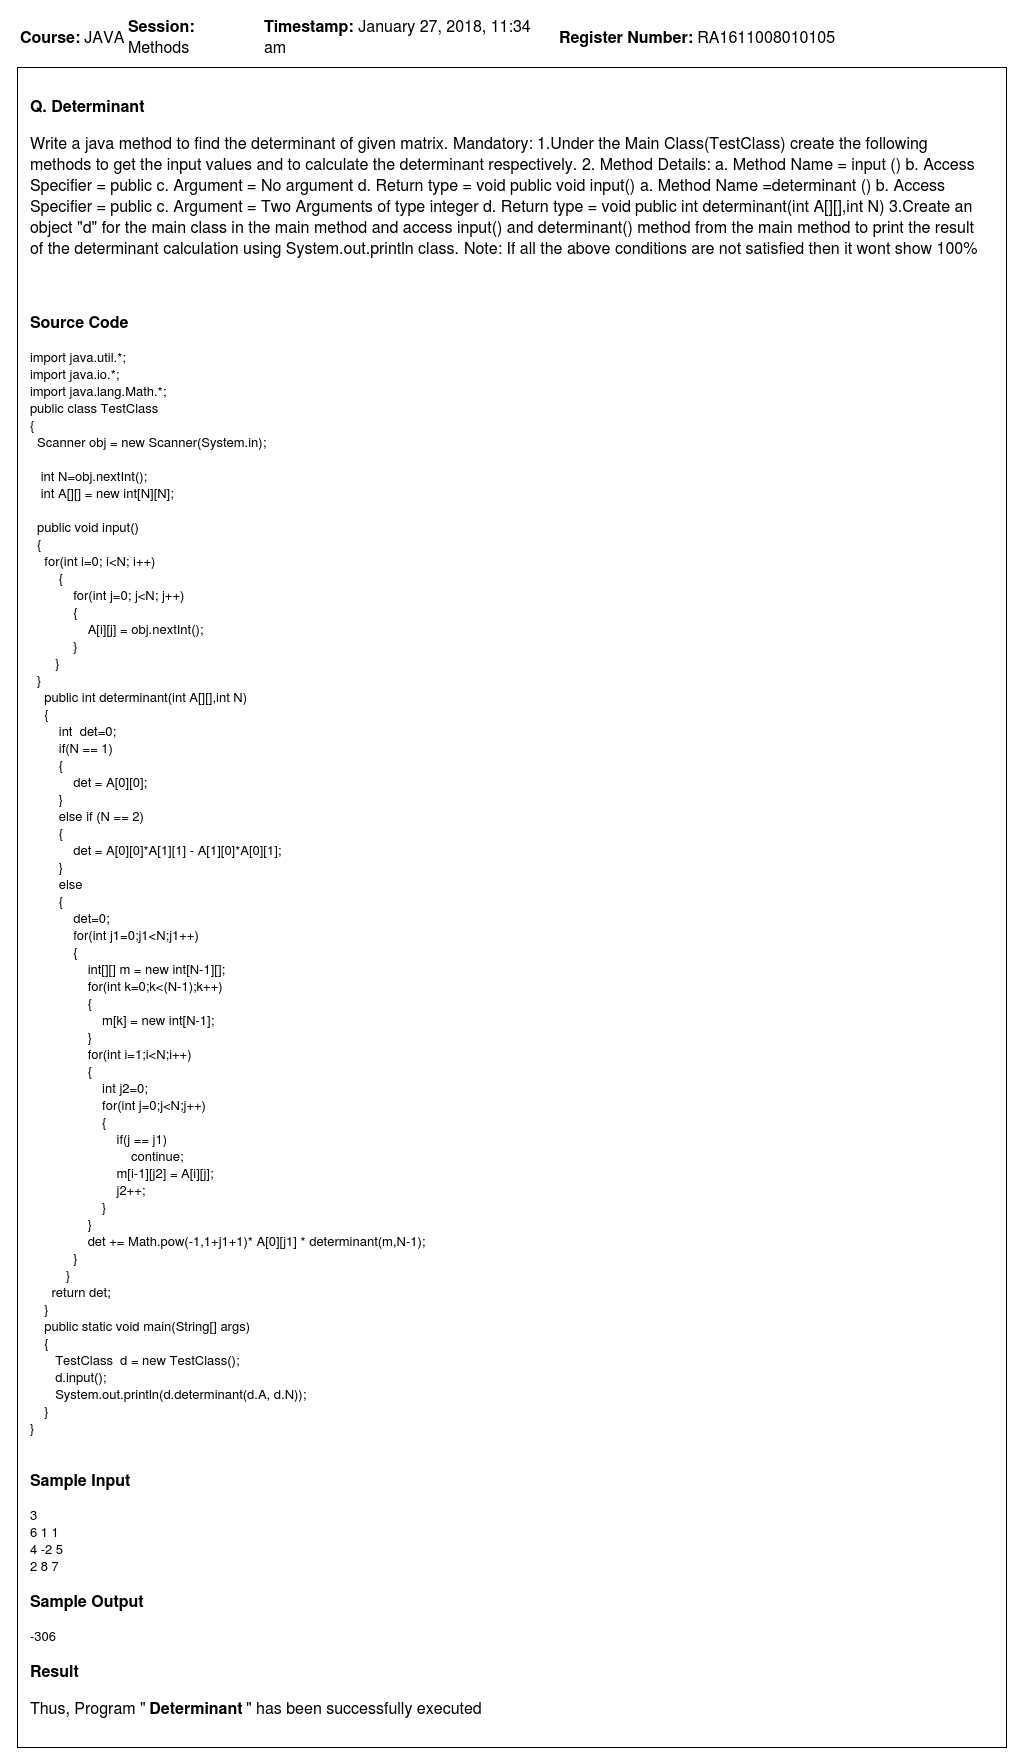 Course: JAVA Session: Methods Timestamp: January 27, 2018, 11:34 am Register Number: RA1611008010105
Q. Determinant
Write a java method to find the determinant of given matrix. Mandatory: 1.Under the Main Class(TestClass) create the following
methods to get the input values and to calculate the determinant respectively. 2. Method Details: a. Method Name = input () b. Access
Specifier = public c. Argument = No argument d. Return type = void public void input() a. Method Name =determinant () b. Access
Specifier = public c. Argument = Two Arguments of type integer d. Return type = void public int determinant(int A[][],int N) 3.Create an
object "d" for the main class in the main method and access input() and determinant() method from the main method to print the result
of the determinant calculation using System.out.println class. Note: If all the above conditions are not satisfied then it wont show 100%
Source Code
import java.util.*;
import java.io.*;
import java.lang.Math.*;
public class TestClass
{
Scanner obj = new Scanner(System.in);
int N=obj.nextInt();
int A[][] = new int[N][N];
public void input()
{
for(int i=0; i<N; i++)
{
for(int j=0; j<N; j++)
{
A[i][j] = obj.nextInt();
}
}
}
public int determinant(int A[][],int N)
{
int  det=0;
if(N == 1)
{
det = A[0][0];
}
else if (N == 2)
{
det = A[0][0]*A[1][1] - A[1][0]*A[0][1];
}
else
{
det=0;
for(int j1=0;j1<N;j1++)
{
int[][] m = new int[N-1][];
for(int k=0;k<(N-1);k++)
{
m[k] = new int[N-1];
}
for(int i=1;i<N;i++)
{
int j2=0;
for(int j=0;j<N;j++)
{
if(j == j1)
continue;
m[i-1][j2] = A[i][j];
j2++;
}
}
det += Math.pow(-1,1+j1+1)* A[0][j1] * determinant(m,N-1);
}
}
return det;
}
public static void main(String[] args)
{
TestClass  d = new TestClass();
d.input();
System.out.println(d.determinant(d.A, d.N));
}
}
Sample Input
3
6 1 1
4 -2 5
2 8 7
Sample Output
-306
Result
Thus, Program " Determinant " has been successfully executed